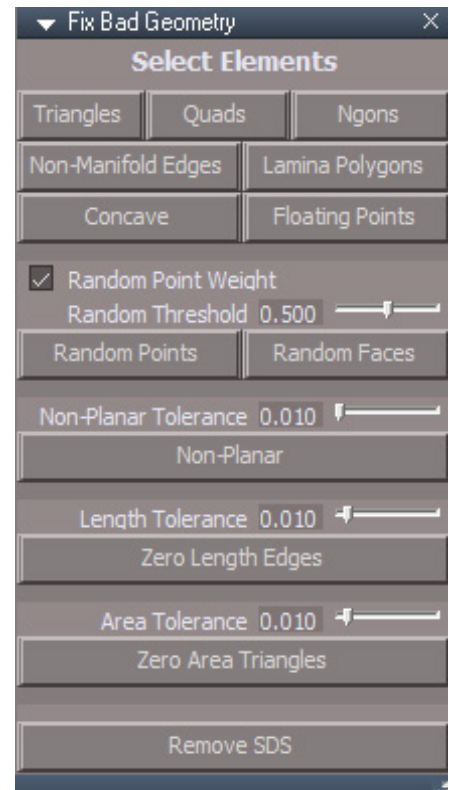 Fix Bad Geometry
Select Elements
Triangles Quads Ngons
Non-Manifold Edges Lamina Polygons
Concave Floating Points
Random Point Weight
Random Threshold 0.500
Random Points Random Faces
Non-Planar Tolerance 0.010
Non-Planar
Length Tolerance 0.010
Zero Length Edges
Area Tolerance 0.010
Zero Area Triangles
Remove SDS